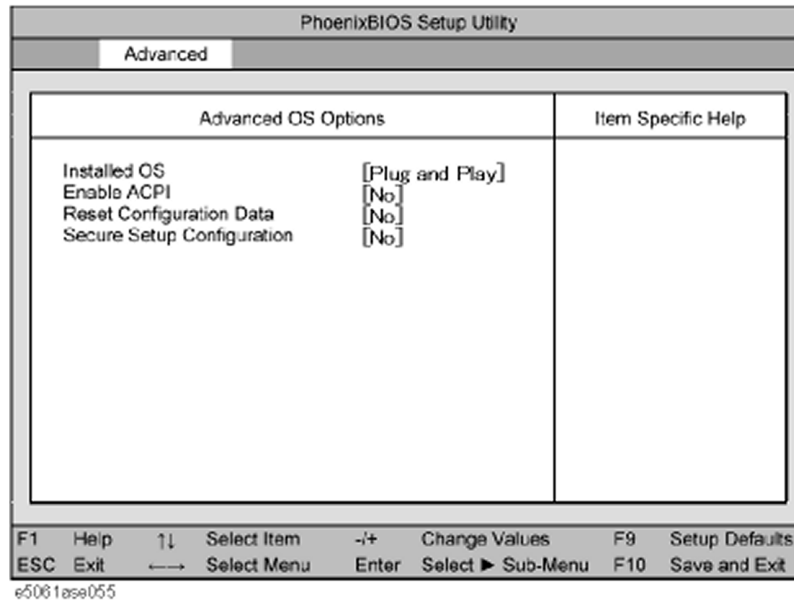 PhoenixBIOS Setup Utility
Advanced
Advanced OS Options
Item Specific Help
Installed OS [Plug and Play]
Enable ACPI [No]
Reset Configuration Data [No]
Secure Setup Configuration [No]
F1 Help ↑↓ Select Item -/+ Change Values F9 Setup Defaults
ESC Exit ←→ Select Menu Enter Select ► Sub-Menu F10 Save and Exit
e5061ase055